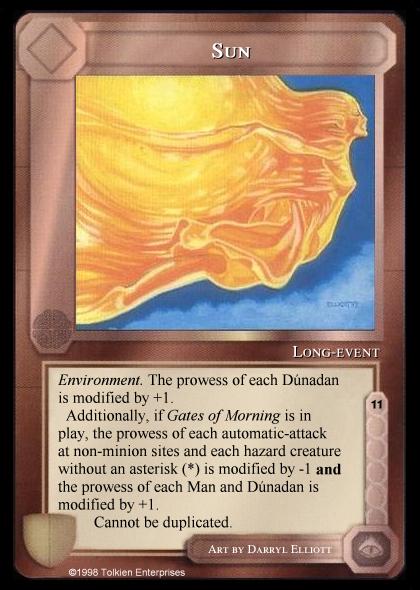 SUN
ELLIOTT '97
LONG-EVENT
Environment. The prowess of each Dúnadan
is modified by +1.
Additionally, if Gates of Morning is in
play, the prowess of each automatic-attack
at non-minion sites and each hazard creature
without an asterisk (*) is modified by -1 and
the prowess of each Man and Dúnadan is
modified by +1.
Cannot be duplicated.
11
ART BY DARRYL ELLIOTT
©1998 Tolkien Enterprises